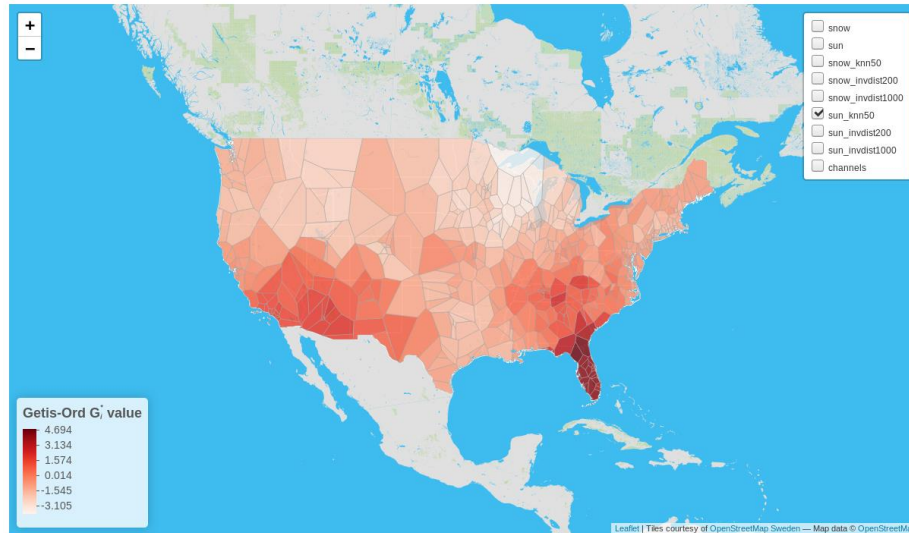 +
−
snow
sun
snow_knn50
snow_invdist200
snow_invdist1000
sun_knn50
sun_invdist200
sun_invdist1000
channels
Getis-Ord G*i value
4.694
3.134
1.574
0.014
-1.545
-3.105
Leaflet | Tiles courtesy of OpenStreetMap Sweden — Map data © OpenStreetMa